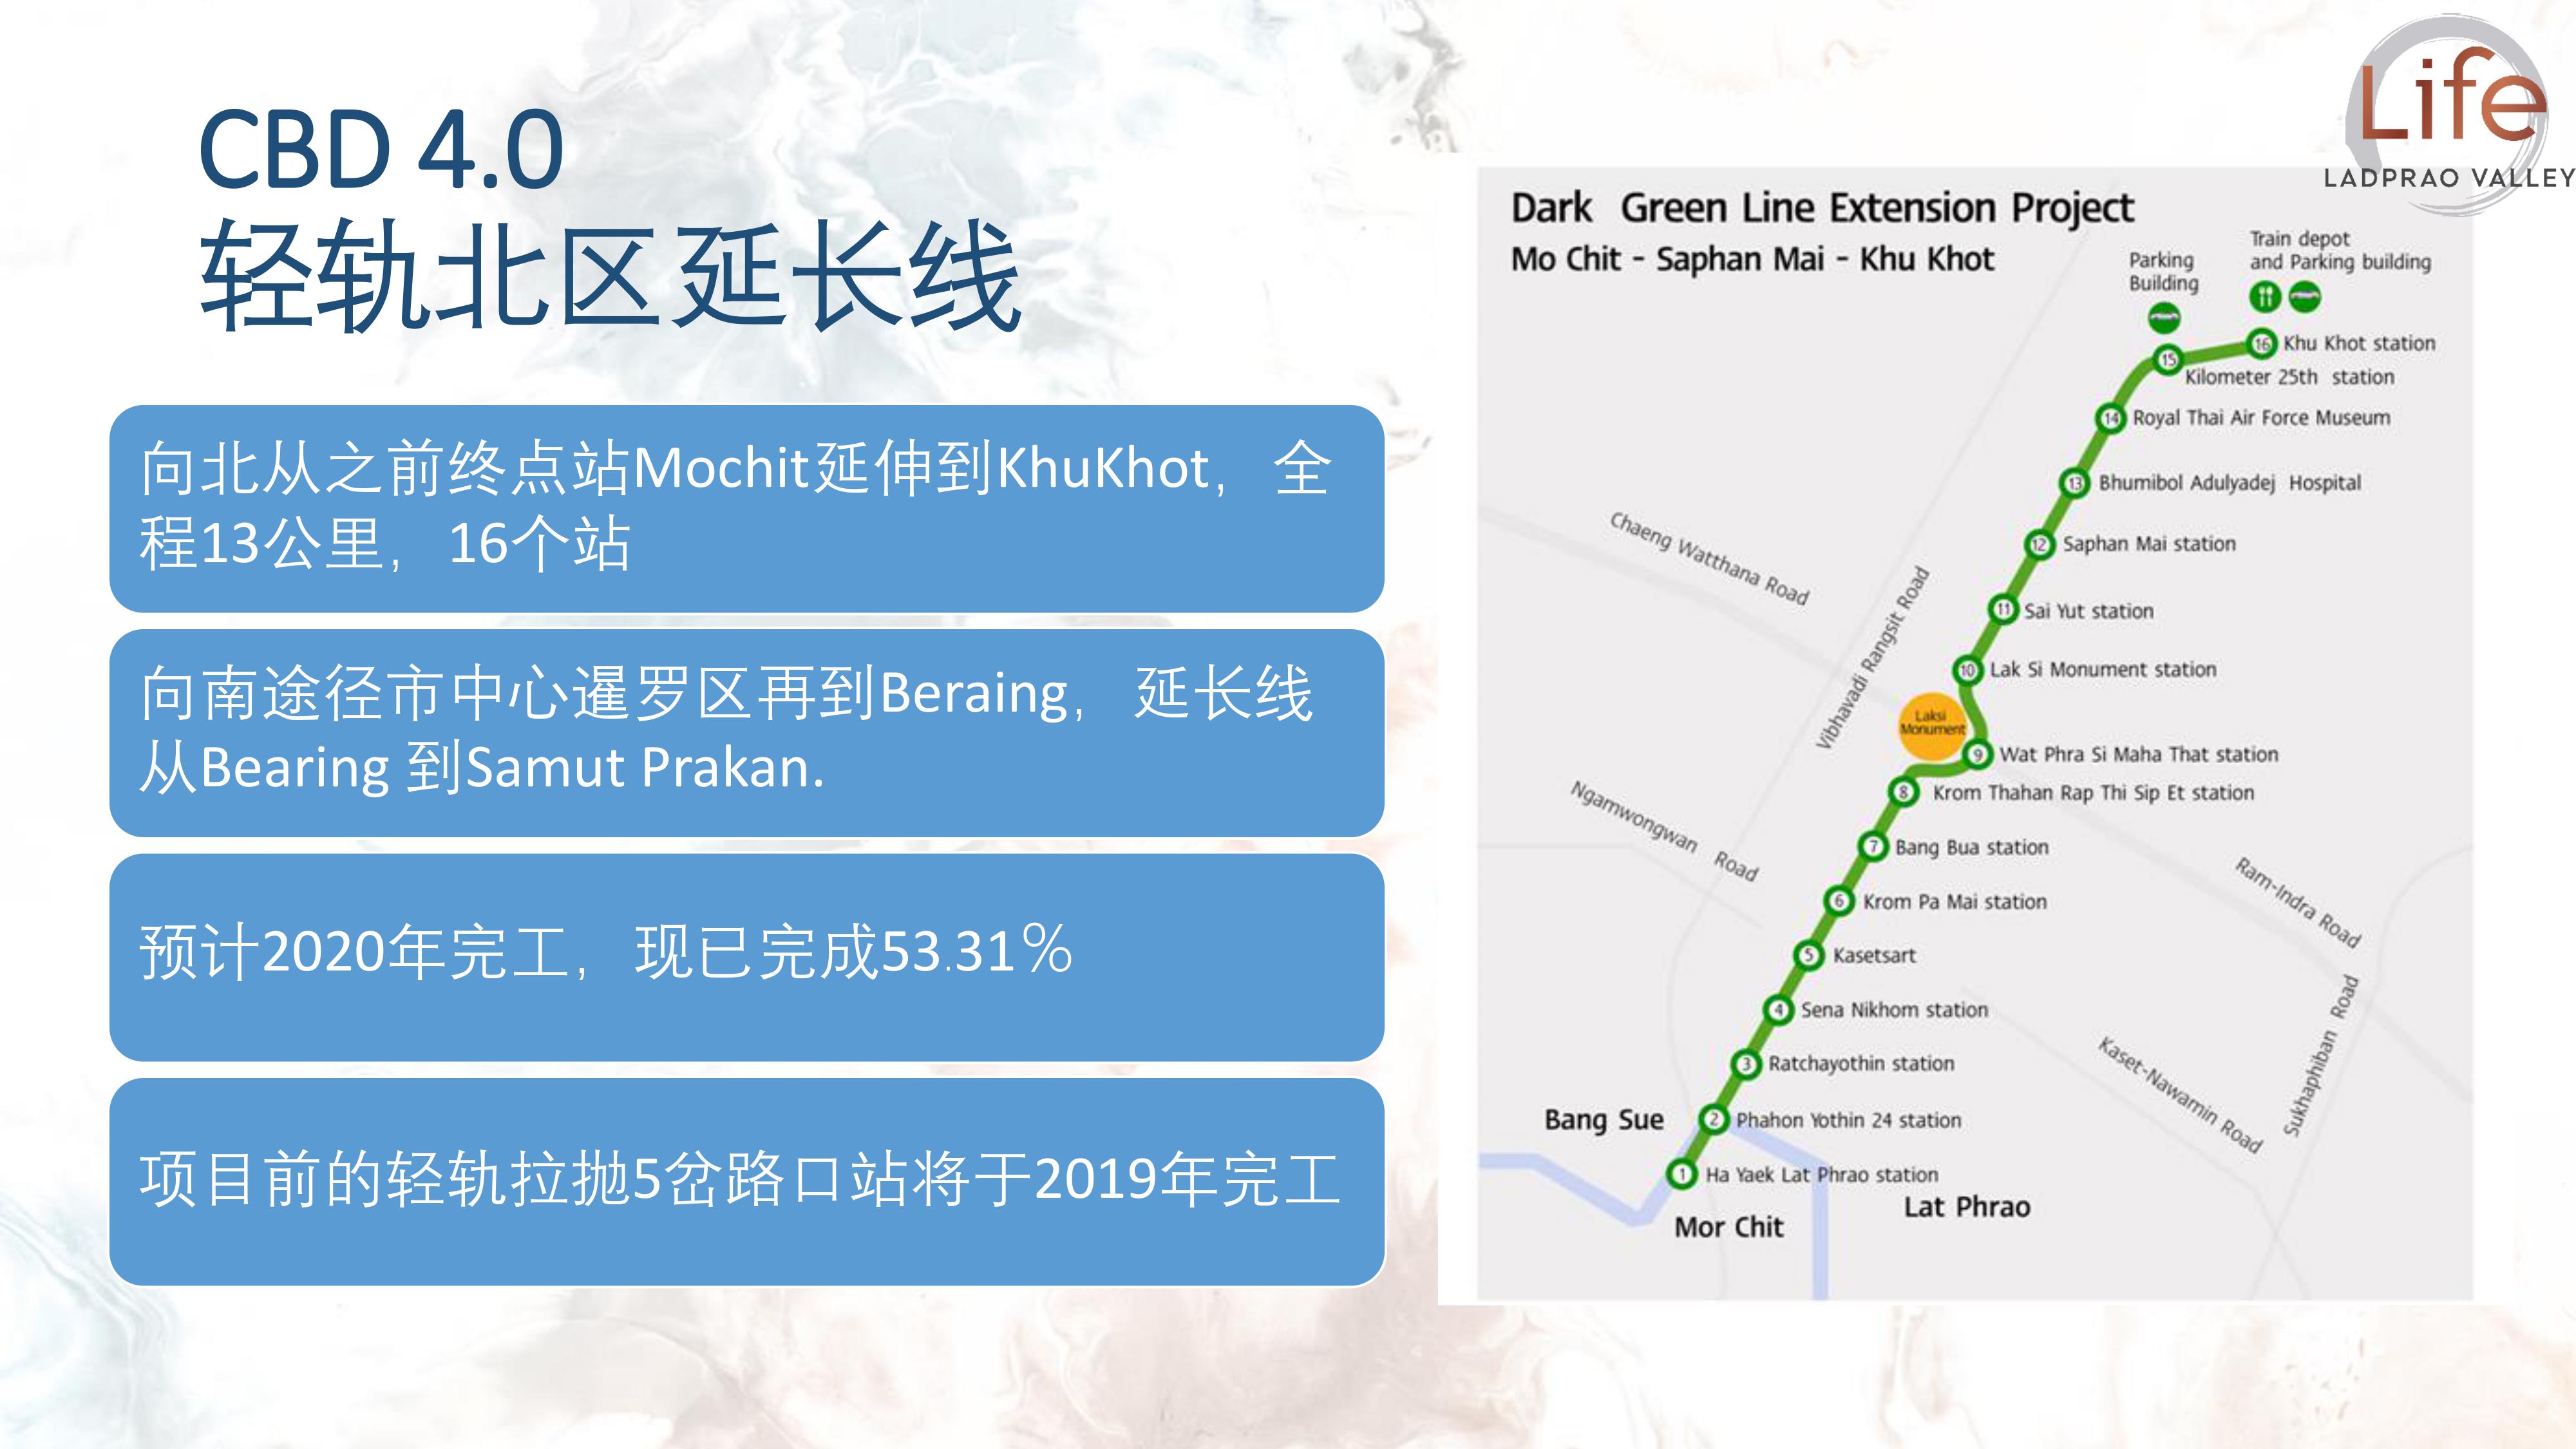 Life
LADPRAO VALLEY
CBD 4.0
轻轨北区延长线
向北从之前终点站Mochit延伸到KhuKhot，全
程13公里，16个站
向南途径市中心暹罗区再到Beraing，延长线
从Bearing 到Samut Prakan.
预计2020年完工，现已完成53.31%
项目前的轻轨拉抛5岔路口站将于2019年完工
Dark Green Line Extension Project
Mo Chit - Saphan Mai - Khu Khot
Parking
Building
Train depot
and Parking building
16 Khu Khot station
15
Kilometer 25th station
14 Royal Thai Air Force Museum
13 Bhumibol Adulyadej Hospital
12 Saphan Mai station
11 Sai Yut station
10 Lak Si Monument station
Laksi
Monument
9 Wat Phra Si Maha That station
8 Krom Thahan Rap Thi Sip Et station
7 Bang Bua station
6 Krom Pa Mai station
5 Kasetsart
4 Sena Nikhom station
3 Ratchayothin station
2 Phahon Yothin 24 station
1 Ha Yaek Lat Phrao station
Bang Sue
Mor Chit
Lat Phrao
Chaeng Watthana Road
Vibhavadi Rangsit Road
Ngamwongwan Road
Ram-Indra Road
Kaset-Nawamin Road
Sukhaphiban Road